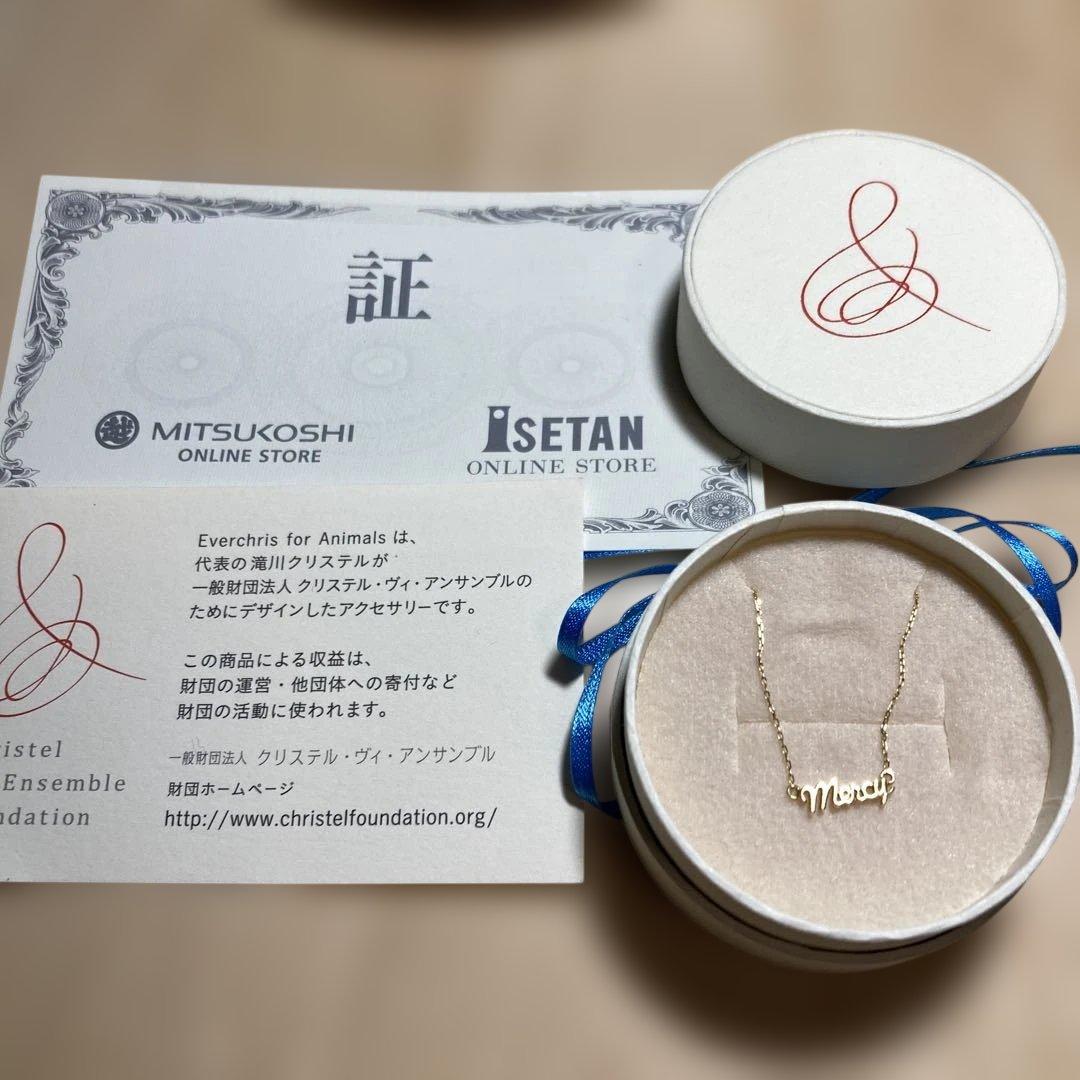 証
MITSUKOSHI
ONLINE STORE
ISETAN
ONLINE STORE
Everchris for Animals は、
代表の滝川クリステルが
一般財団法人 クリステル・ヴィ・アンサンブルの
ためにデザインしたアクセサリーです。
この商品による収益は、
財団の運営・他団体への寄付など
財団の活動に使われます。
一般財団法人 クリステル・ヴィ・アンサンブル
財団ホームページ
http://www.christelfoundation.org/
istel
Ensemble
ndation
&
Mercy